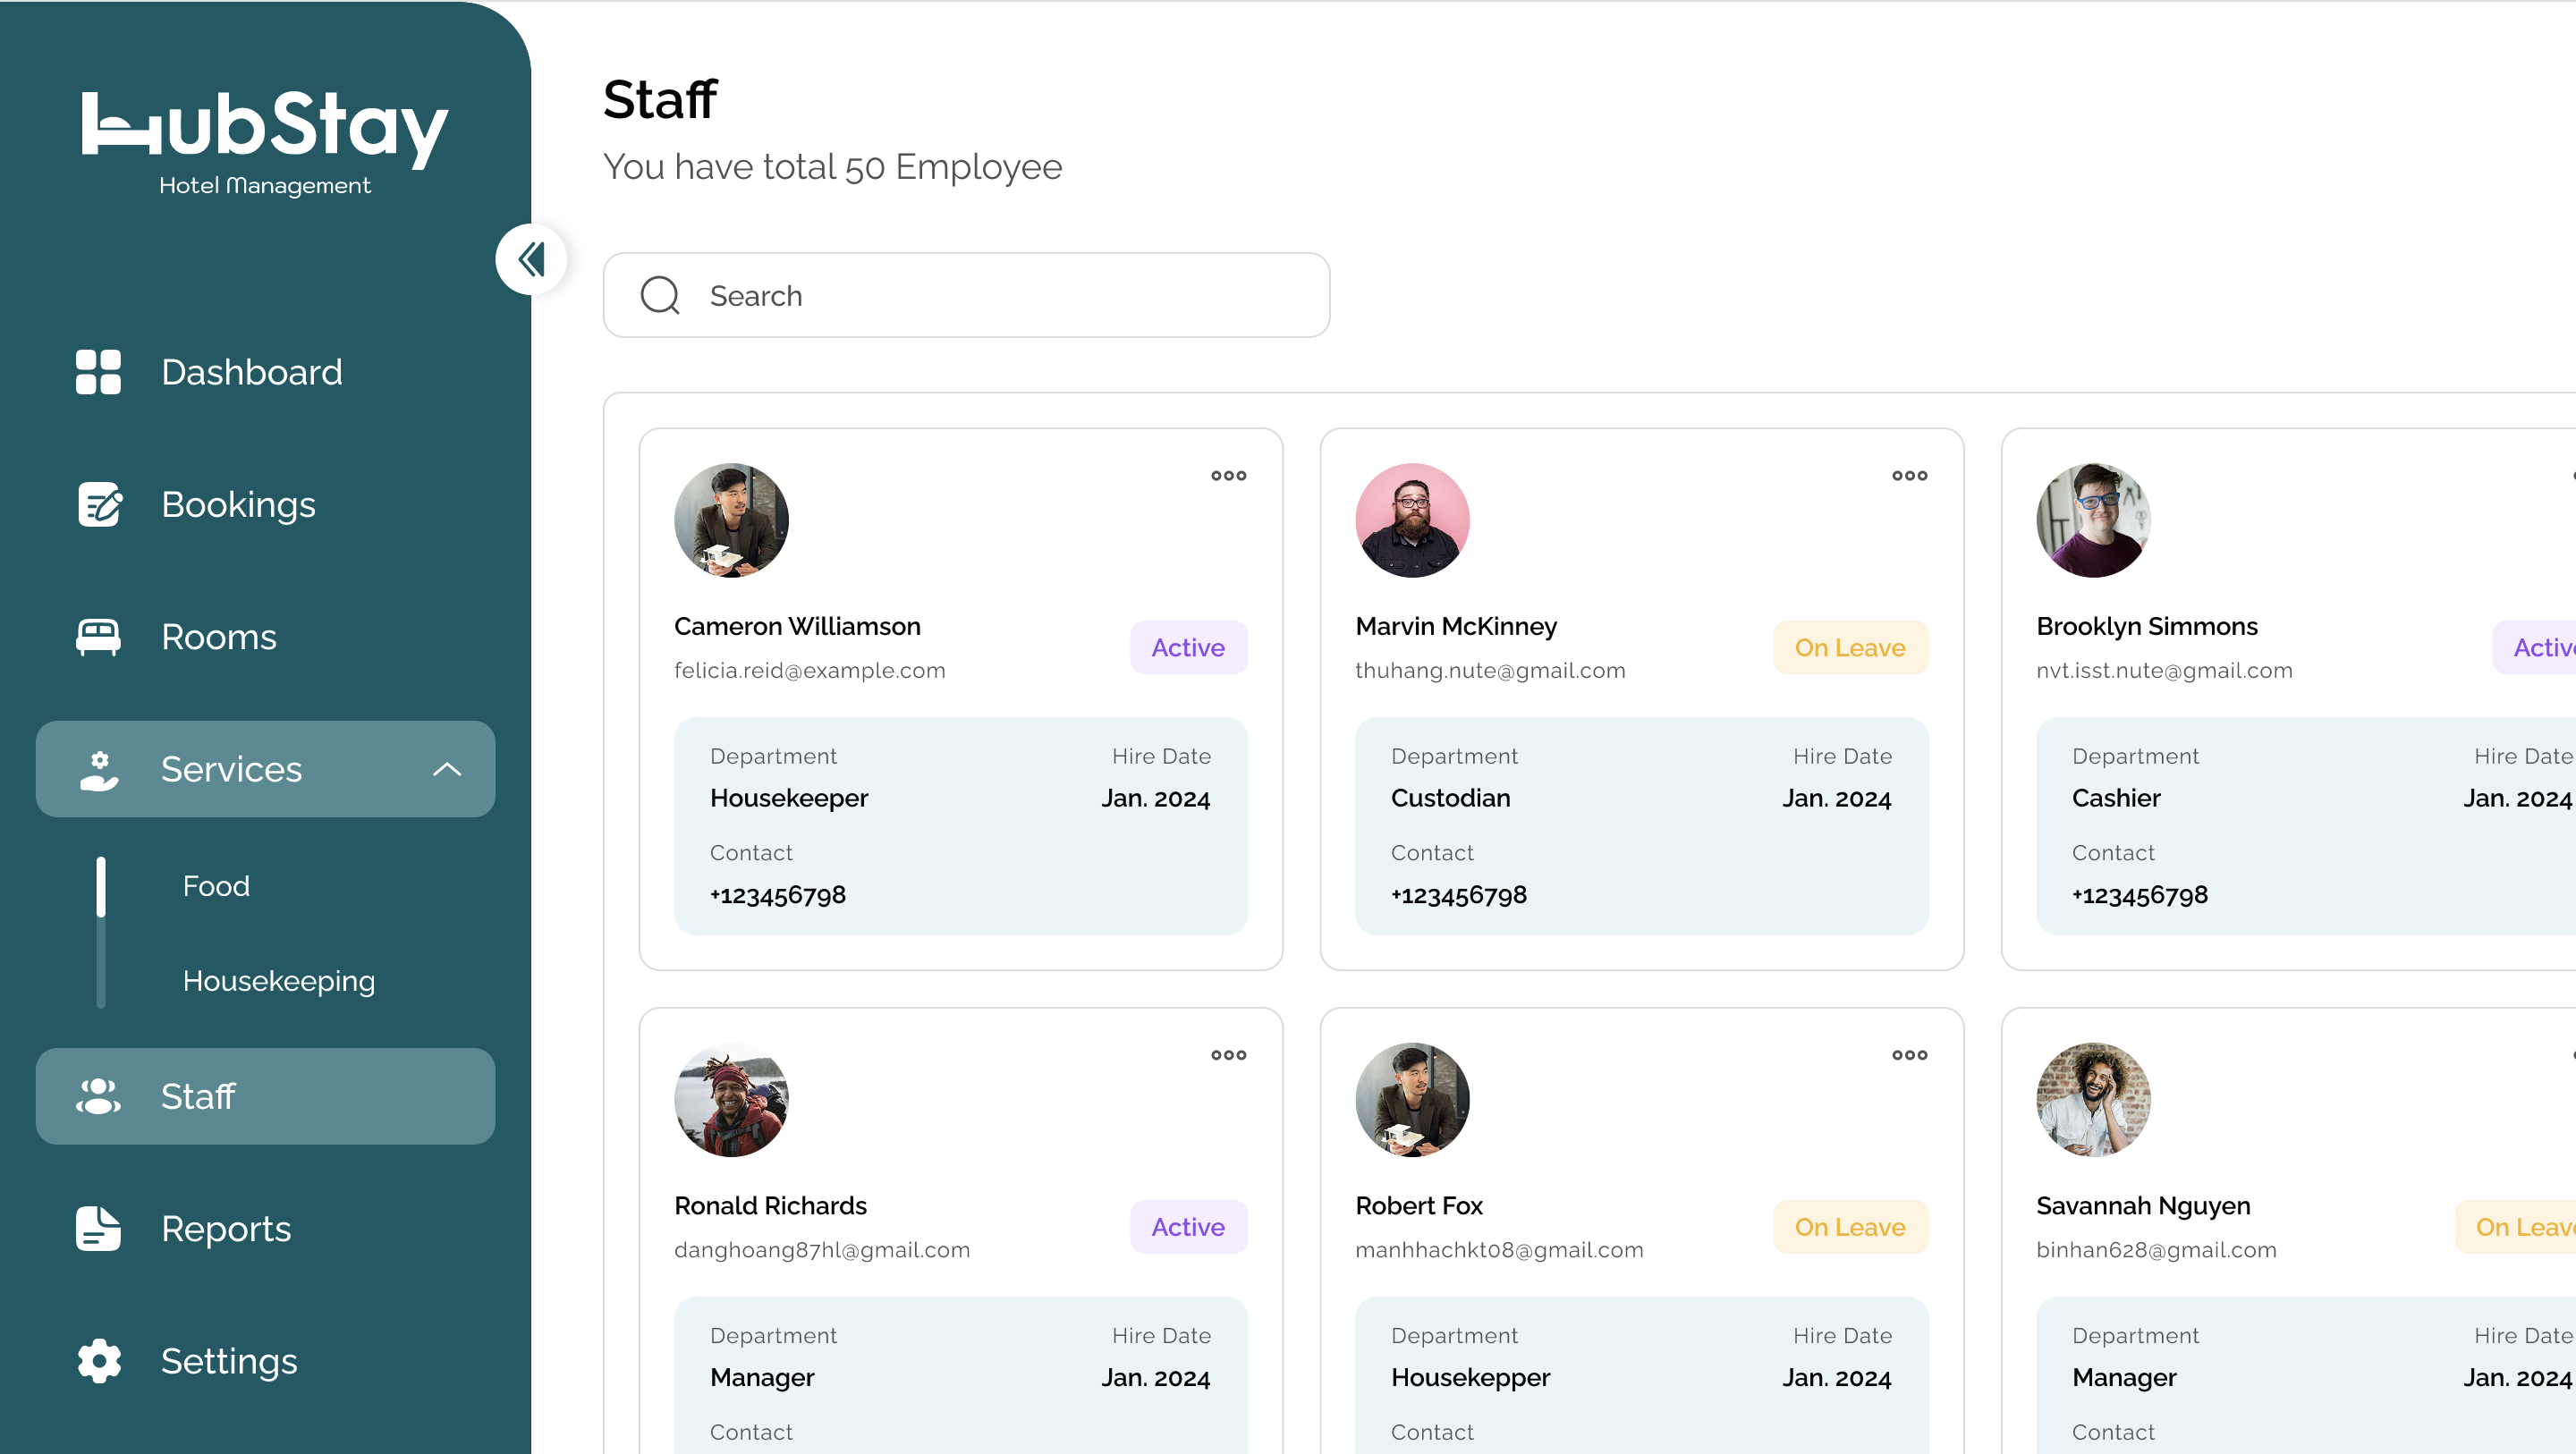 HubStay
Hotel Management
Dashboard
Bookings
Rooms
Services
Food
Housekeeping
Staff
Reports
Settings
Staff
You have total 50 Employee
Search
Cameron Williamson
felicia.reid@example.com
Active
Department Hire Date
Housekeeper Jan. 2024
Contact
+123456798
Marvin McKinney
thuhang.nute@gmail.com
On Leave
Department Hire Date
Custodian Jan. 2024
Contact
+123456798
Brooklyn Simmons
nvt.isst.nute@gmail.com
Active
Department Hire Date
Cashier Jan. 2024
Contact
+123456798
Ronald Richards
danghoang87hl@gmail.com
Active
Department Hire Date
Manager Jan. 2024
Contact
Robert Fox
manhhachkt08@gmail.com
On Leave
Department Hire Date
Housekepper Jan. 2024
Contact
Savannah Nguyen
binhan628@gmail.com
On Leave
Department Hire Date
Manager Jan. 2024
Contact